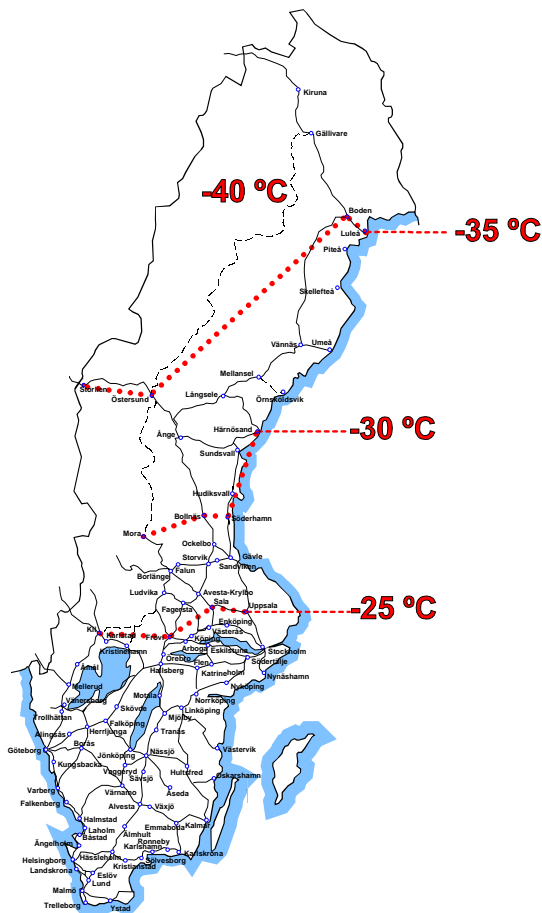 Kiruna
Gällivare
-40 ºC
Boden
Luleå
-35 ºC
Piteå
Skellefteå
Vännäs
Umeå
Mellansel
Storlien
Östersund
Långsele
Örnsköldsvik
Ånge
Härnösand
-30 ºC
Sundsvall
Hudiksvall
Bollnäs
Söderhamn
Mora
Ockelbo
Storvik
Gävle
Sandviken
Borlänge
Falun
Ludvika
Avesta-Krylbo
Fagersta
Sala
Uppsala
-25 ºC
Enköping
Kil
Karlstad
Frövi
Västerås
Köping
Kristinehamn
Arboga
Eskilstuna
Stockholm
Örebro
Södertälje
Åmål
Hallsberg
Flen
Katrineholm
Nynäshamn
Mellerud
Nyköping
Vänersborg
Motala
Norrköping
Skövde
Linköping
Trollhättan
Falköping
Mjölby
Alingsås
Herrljunga
Tranås
Borås
Göteborg
Jönköping
Nässjö
Västervik
Kungsbacka
Vaggeryd
Hultsfred
Sävsjö
Oskarshamn
Varberg
Värnamo
Åseda
Falkenberg
Alvesta
Växjö
Halmstad
Emmaboda
Kalmar
Laholm
Båstad
Älmhult
Ronneby
Ängelholm
Karlshamn
Karlskrona
Helsingborg
Hässleholm
Sölvesborg
Kristianstad
Landskrona
Eslöv
Lund
Malmö
Trelleborg
Ystad